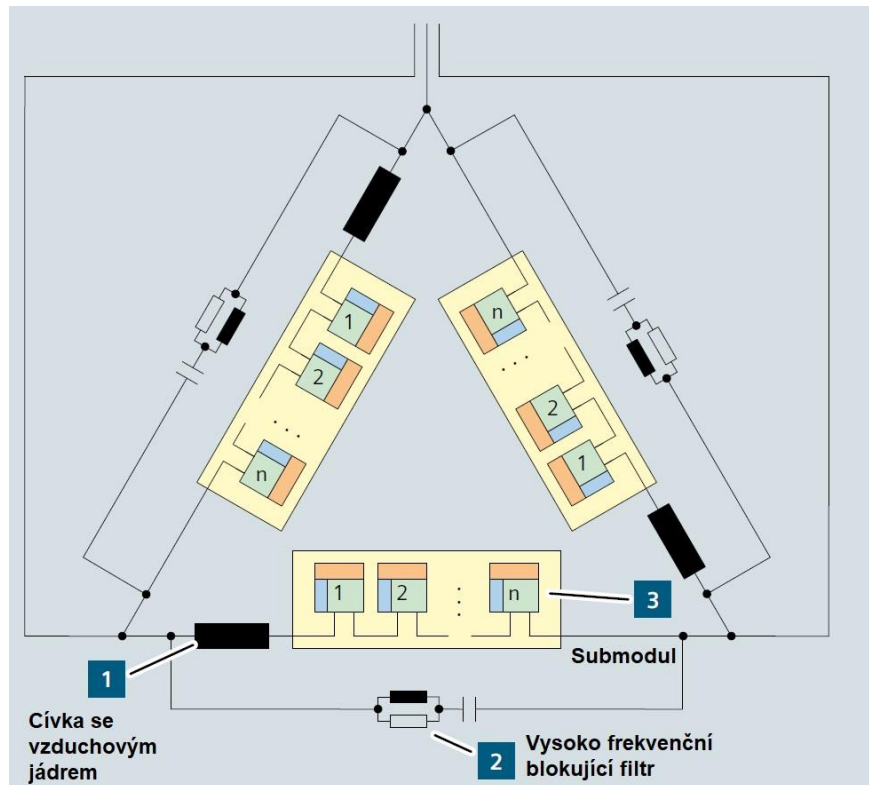 1
2
. . .
n
n
. . .
2
1
1
2
...
n
3
Submodul
1
Cívka se
vzduchovým
jádrem
2
Vysoko frekvenční
blokující filtr